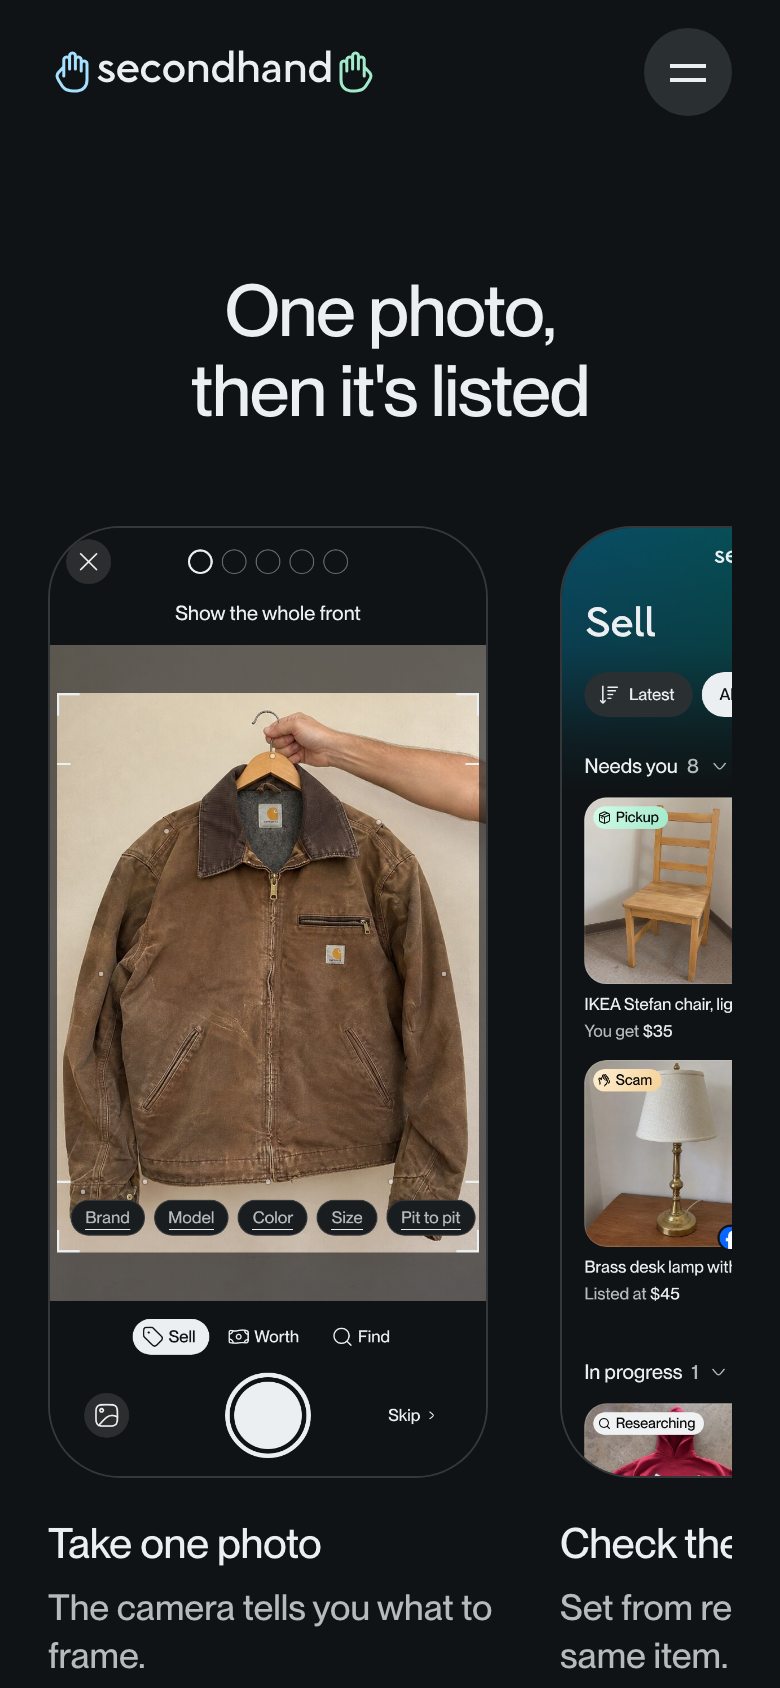 secondhand
One photo,
then it's listed
Show the whole front
Brand
Model
Color
Size
Pit to pit
Sell
Worth
Find
Skip
Take one photo
The camera tells you what to
frame.
se
Sell
Latest
Needs you 8
Pickup
IKEA Stefan chair, lig
You get $35
Scam
Brass desk lamp with
Listed at $45
In progress 1
Researching
Check the
Set from re
same item.